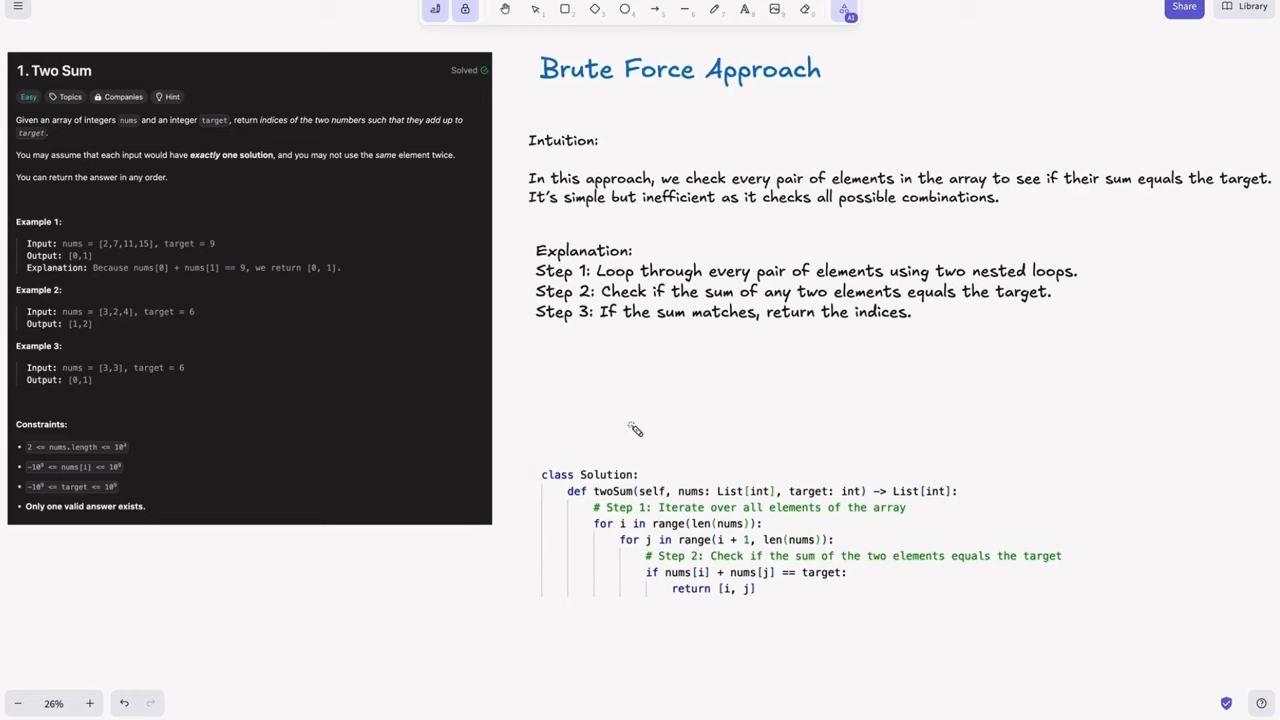 Share
Library
1. Two Sum
Solved
Easy
Topics
Companies
Hint
Given an array of integers nums and an integer target, return indices of the two numbers such that they add up to
target.
You may assume that each input would have exactly one solution, and you may not use the same element twice.
You can return the answer in any order.
Example 1:
Input: nums = [2,7,11,15], target = 9
Output: [0,1]
Explanation: Because nums[0] + nums[1] == 9, we return [0, 1].
Example 2:
Input: nums = [3,2,4], target = 6
Output: [1,2]
Example 3:
Input: nums = [3,3], target = 6
Output: [0,1]
Constraints:
• 2 <= nums.length <= 10⁴
• -10⁹ <= nums[i] <= 10⁹
• -10⁹ <= target <= 10⁹
• Only one valid answer exists.
Brute Force Approach
Intuition:
In this approach, we check every pair of elements in the array to see if their sum equals the target.
It's simple but inefficient as it checks all possible combinations.
Explanation:
Step 1: Loop through every pair of elements using two nested loops.
Step 2: Check if the sum of any two elements equals the target.
Step 3: If the sum matches, return the indices.
class Solution:
def twoSum(self, nums: List[int], target: int) -> List[int]:
# Step 1: Iterate over all elements of the array
for i in range(len(nums)):
for j in range(i + 1, len(nums)):
# Step 2: Check if the sum of the two elements equals the target
if nums[i] + nums[j] == target:
return [i, j]
26%